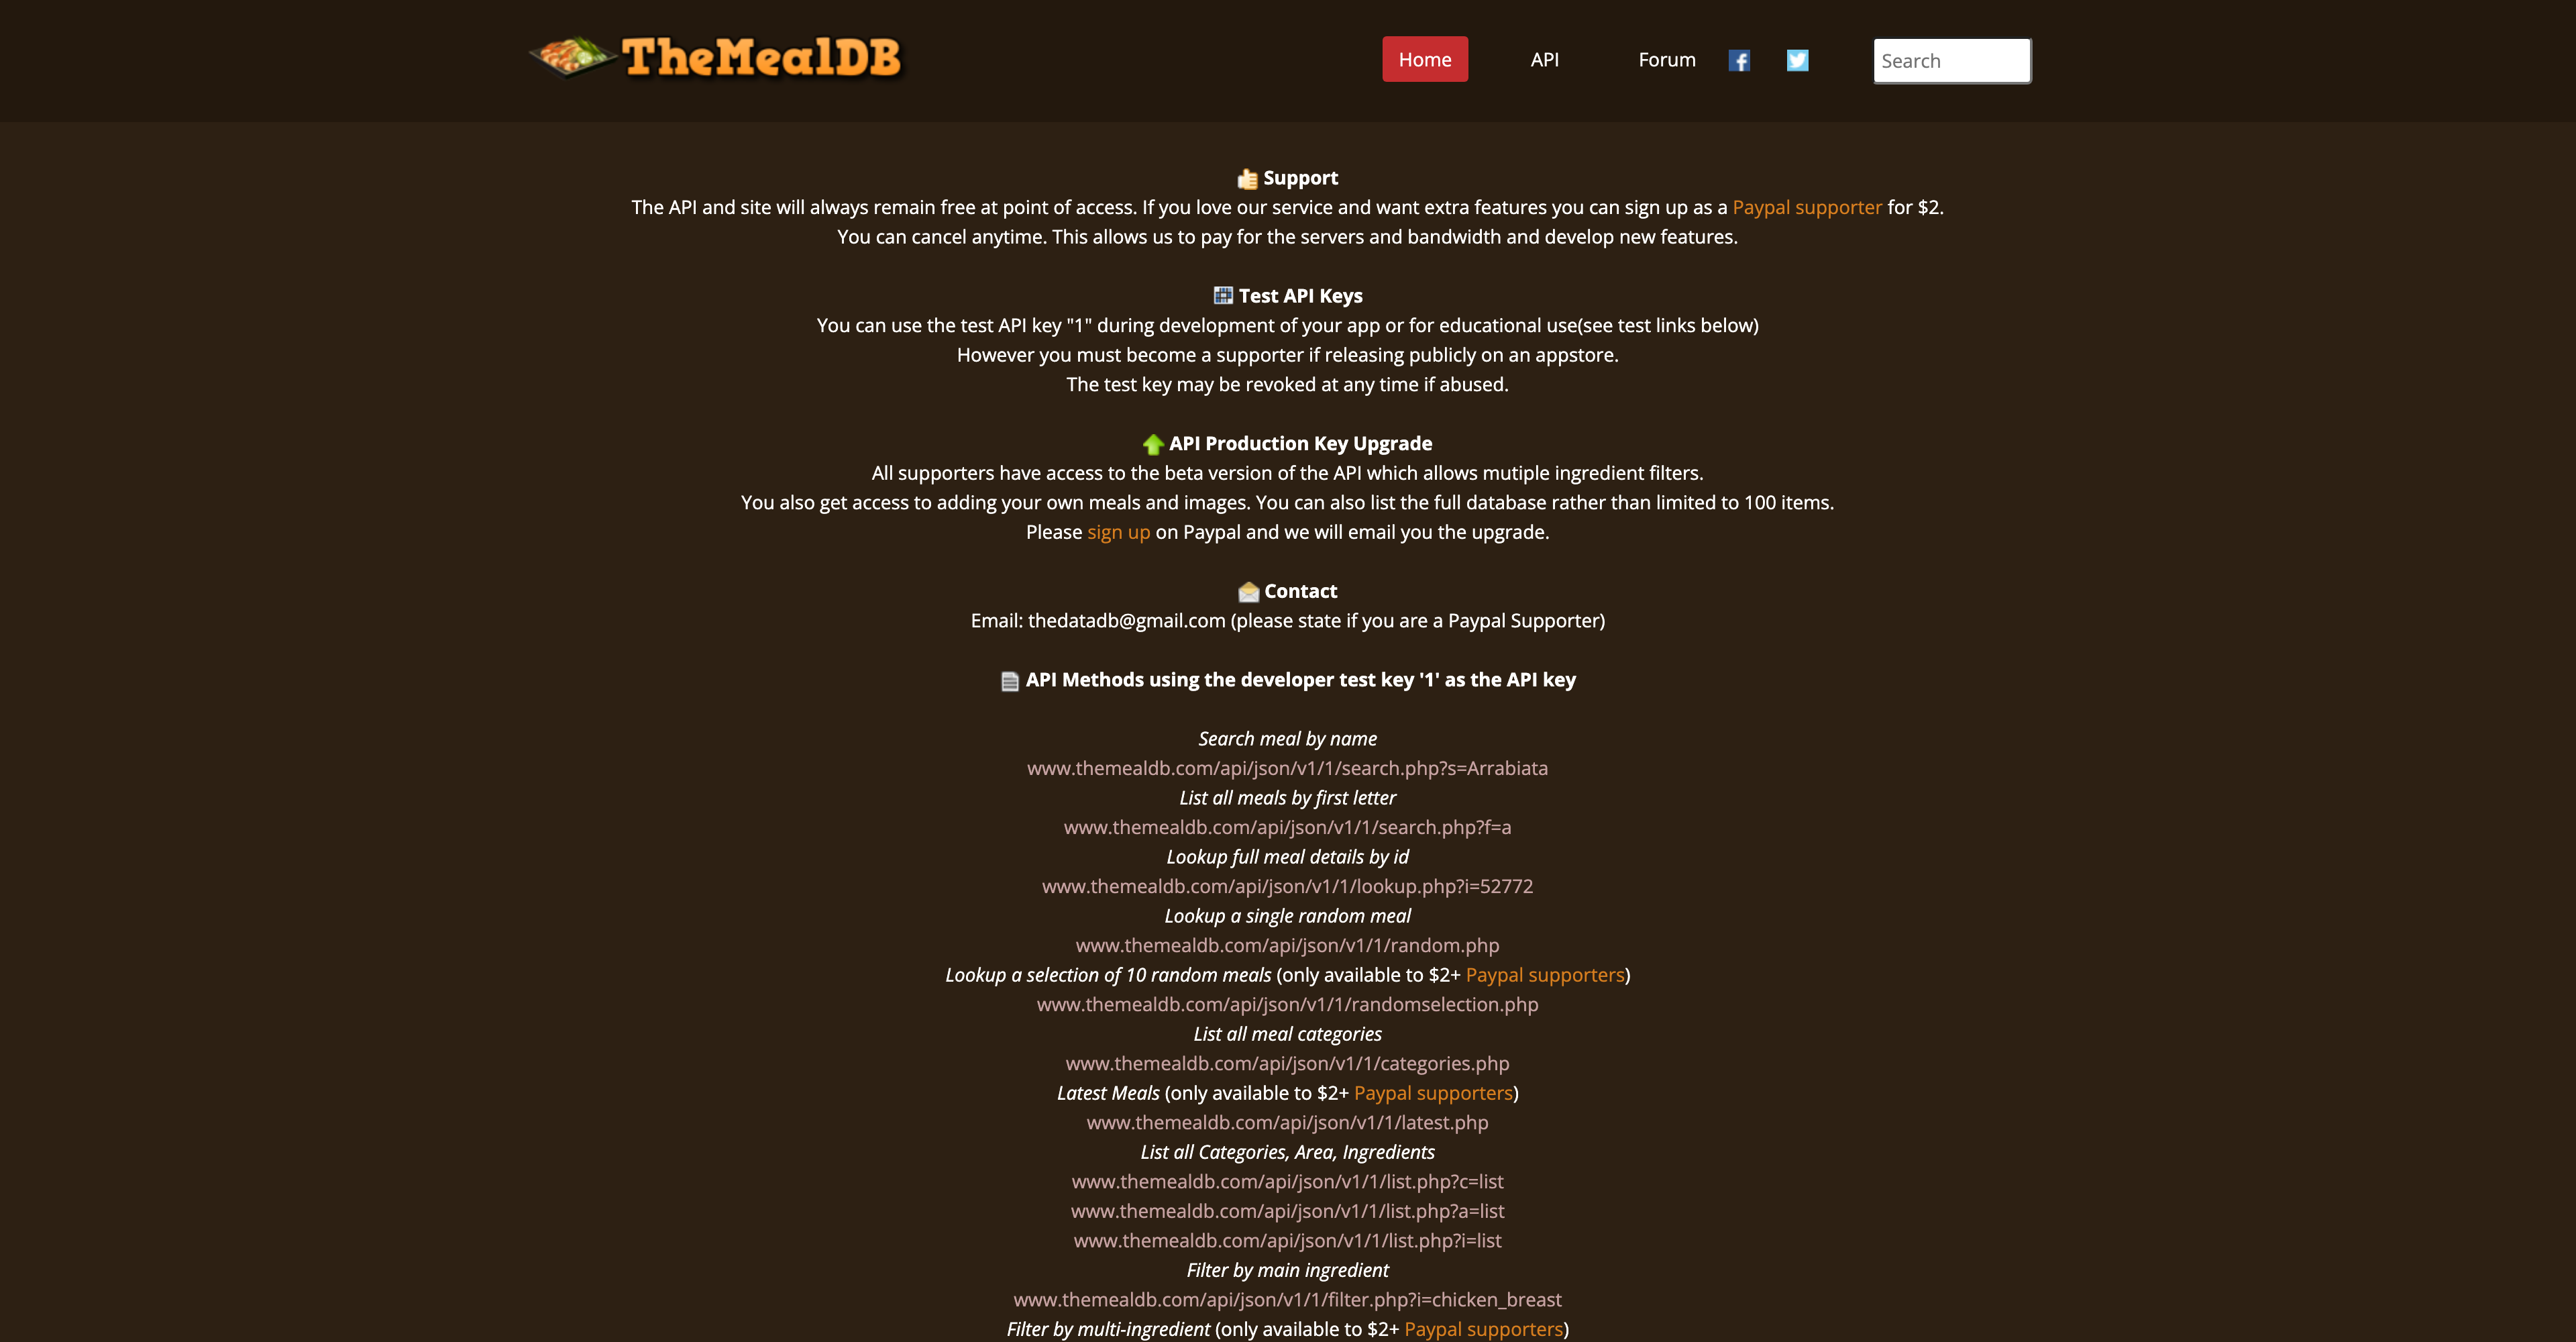 TheMealDB
Home
API
Forum
Search
Support
The API and site will always remain free at point of access. If you love our service and want extra features you can sign up as a Paypal supporter for $2.
You can cancel anytime. This allows us to pay for the servers and bandwidth and develop new features.
Test API Keys
You can use the test API key "1" during development of your app or for educational use(see test links below)
However you must become a supporter if releasing publicly on an appstore.
The test key may be revoked at any time if abused.
API Production Key Upgrade
All supporters have access to the beta version of the API which allows mutiple ingredient filters.
You also get access to adding your own meals and images. You can also list the full database rather than limited to 100 items.
Please sign up on Paypal and we will email you the upgrade.
Contact
Email: thedatadb@gmail.com (please state if you are a Paypal Supporter)
API Methods using the developer test key '1' as the API key
Search meal by name
www.themealdb.com/api/json/v1/1/search.php?s=Arrabiata
List all meals by first letter
www.themealdb.com/api/json/v1/1/search.php?f=a
Lookup full meal details by id
www.themealdb.com/api/json/v1/1/lookup.php?i=52772
Lookup a single random meal
www.themealdb.com/api/json/v1/1/random.php
Lookup a selection of 10 random meals (only available to $2+ Paypal supporters)
www.themealdb.com/api/json/v1/1/randomselection.php
List all meal categories
www.themealdb.com/api/json/v1/1/categories.php
Latest Meals (only available to $2+ Paypal supporters)
www.themealdb.com/api/json/v1/1/latest.php
List all Categories, Area, Ingredients
www.themealdb.com/api/json/v1/1/list.php?c=list
www.themealdb.com/api/json/v1/1/list.php?a=list
www.themealdb.com/api/json/v1/1/list.php?i=list
Filter by main ingredient
www.themealdb.com/api/json/v1/1/filter.php?i=chicken_breast
Filter by multi-ingredient (only available to $2+ Paypal supporters)